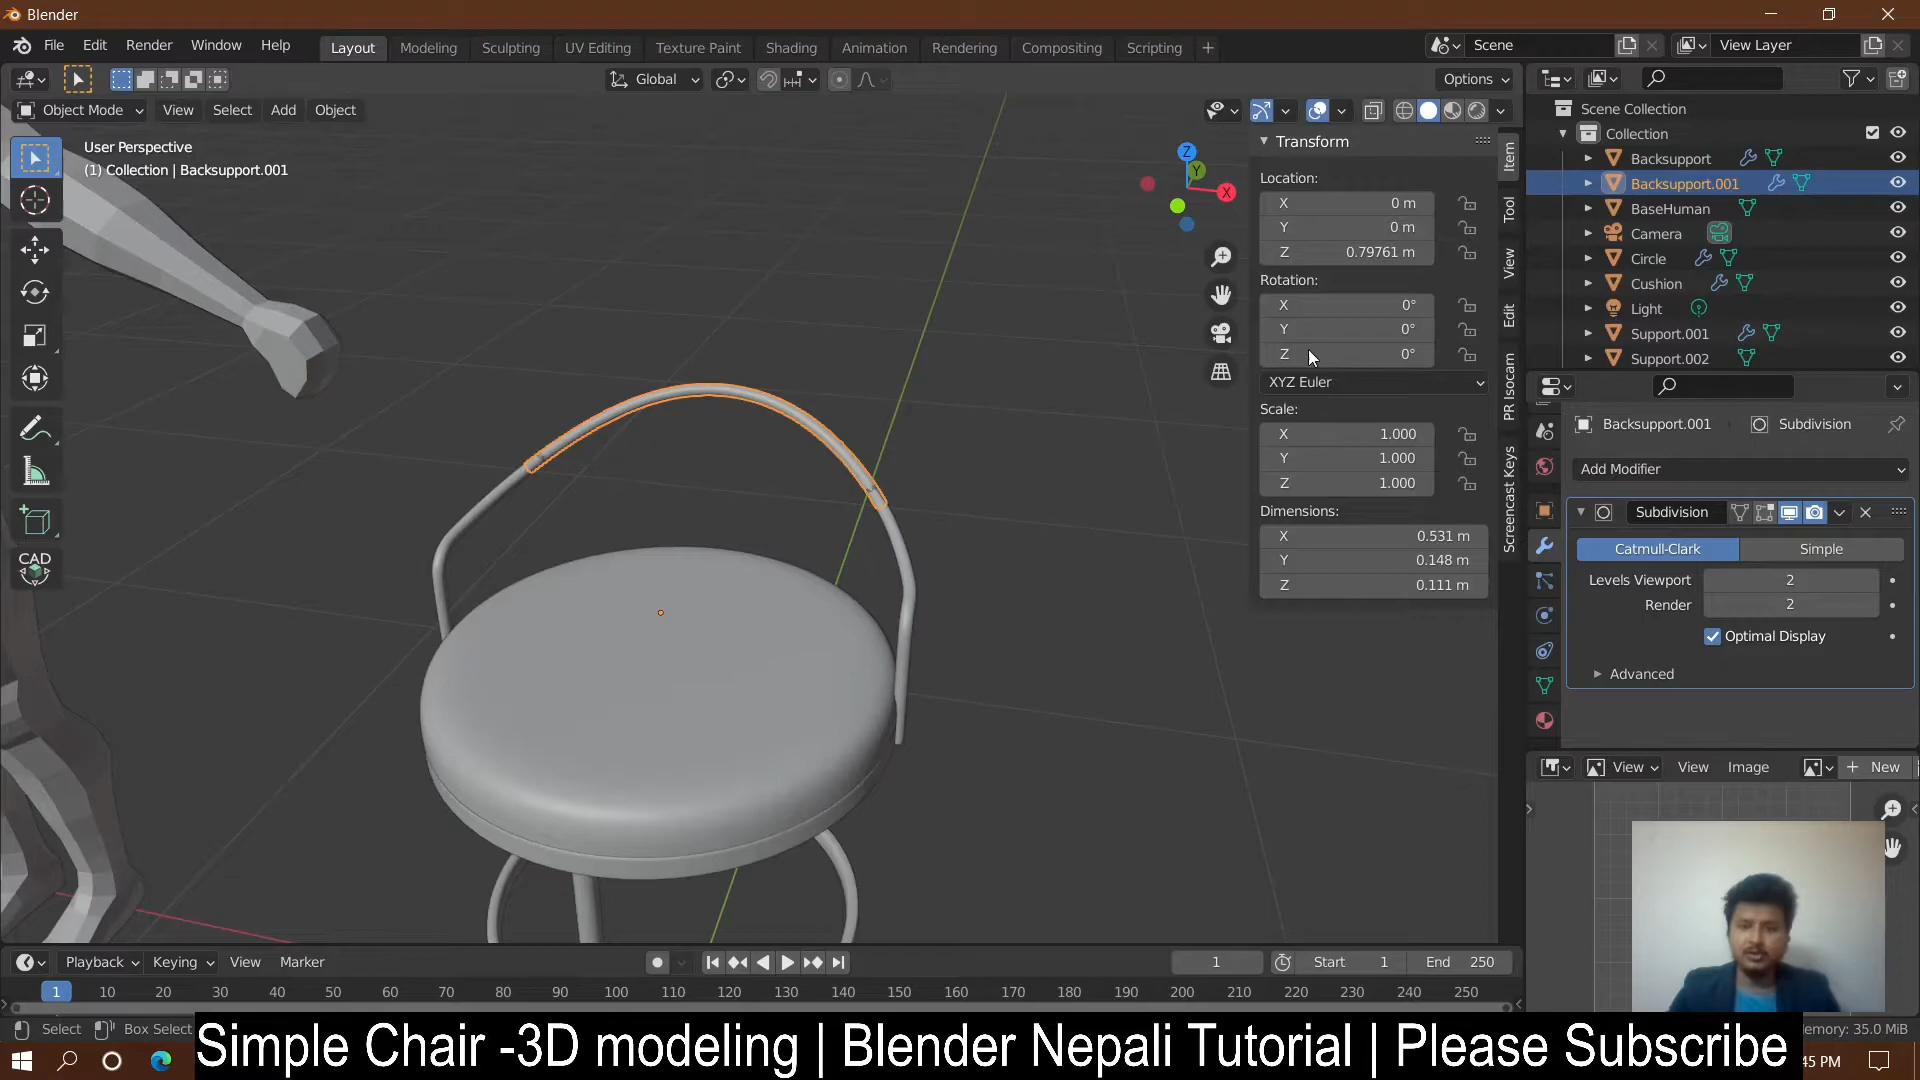 Blender
File Edit Render Window Help
Layout Modeling Sculpting UV Editing Texture Paint Shading Animation Rendering Compositing Scripting
Scene
View Layer
Global
Options
Object Mode View Select Add Object
User Perspective
(1) Collection | Backsupport.001
Z
Y
X
Transform
Location:
X 0 m
Y 0 m
Z 0.79761 m
Rotation:
X 0°
Y 0°
Z 0°
XYZ Euler
Scale:
X 1.000
Y 1.000
Z 1.000
Dimensions:
X 0.531 m
Y 0.148 m
Z 0.111 m
Item
Tool
View
Edit
PR Isocam
Screencast Keys
CAD
Scene Collection
Collection
Backsupport
Backsupport.001
BaseHuman
Camera
Circle
Cushion
Light
Support.001
Support.002
Backsupport.001 Subdivision
Add Modifier
Subdivision
Catmull-Clark Simple
Levels Viewport 2
Render 2
Optimal Display
Advanced
View View Image New
Playback Keying View Marker
1 Start 1 End 250
1 10 20 30 40 50 60 70 80 90 100 110 120 130 140 150 160 170 180 190 200 210 220 230 240 250
Select Box Select
emory: 35.0 MiB
Simple Chair -3D modeling | Blender Nepali Tutorial | Please Subscribe
45 PM